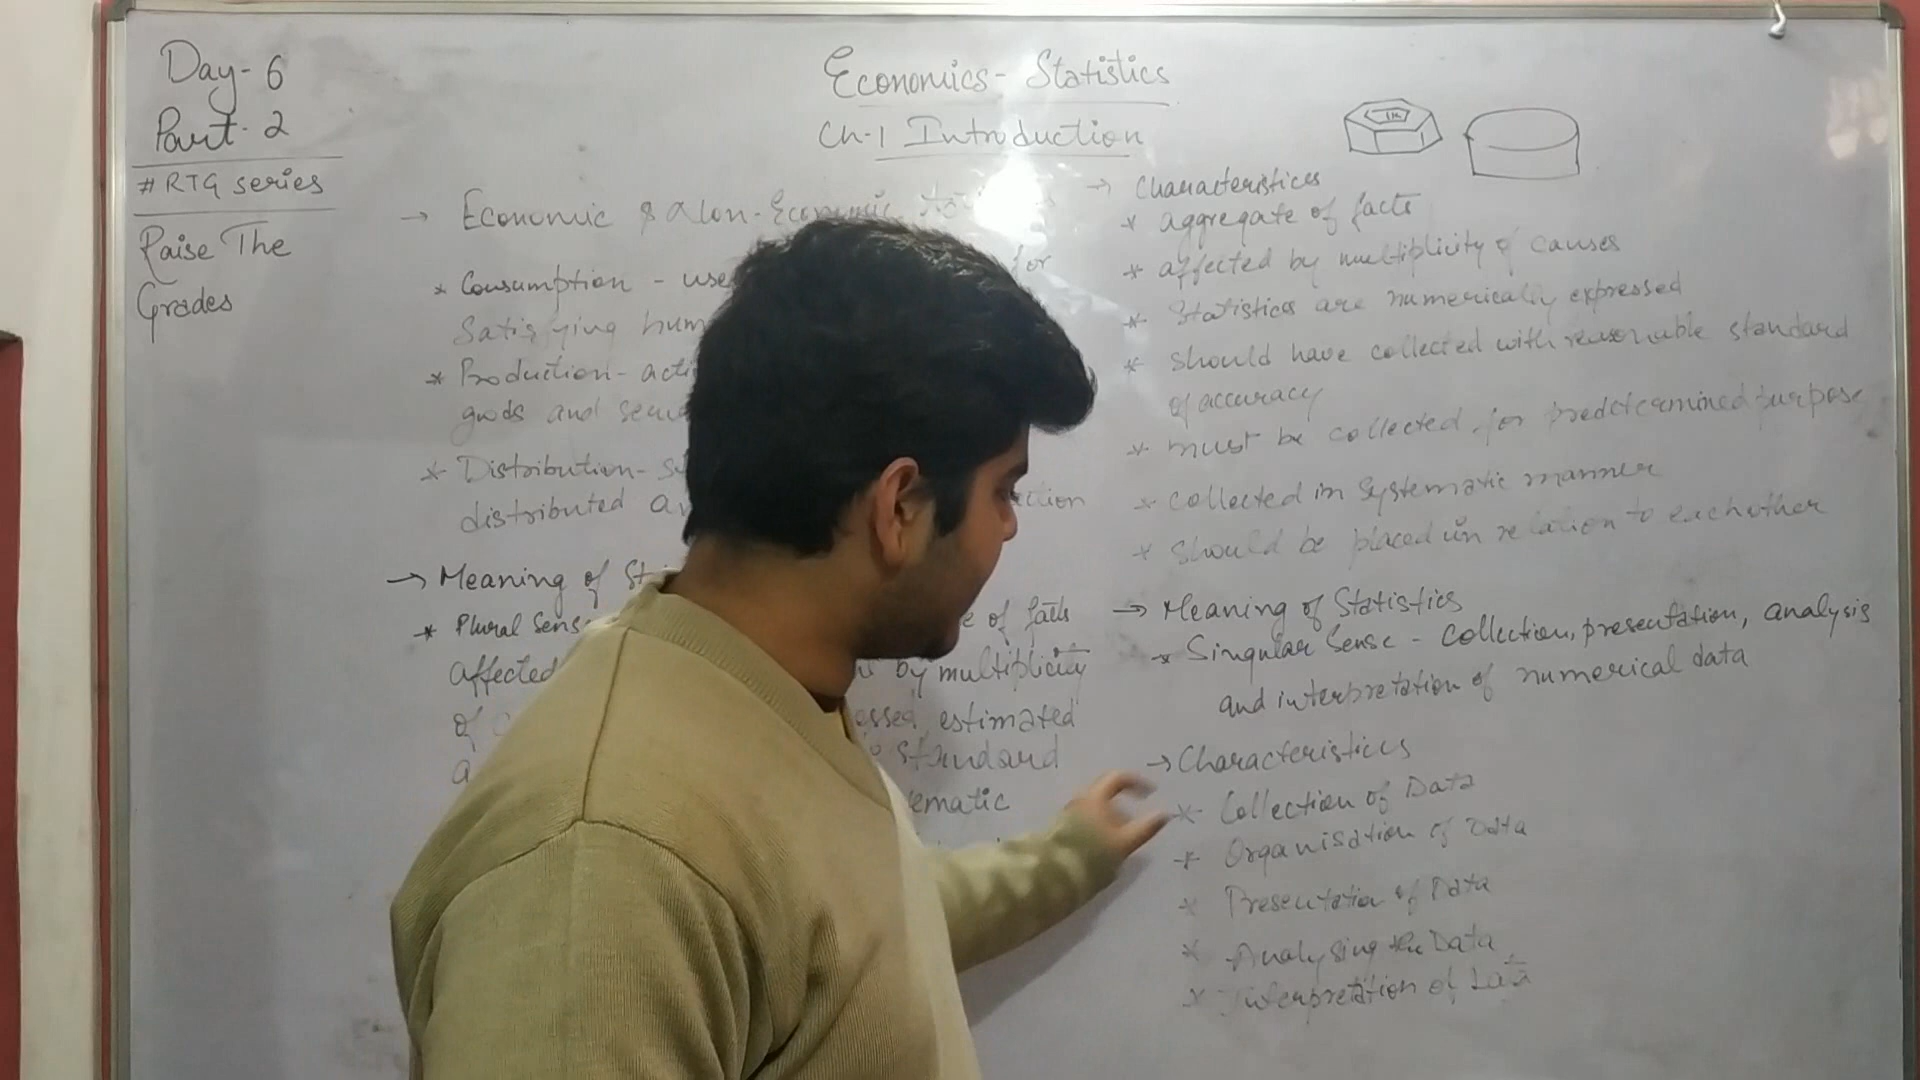 Day-6
Part-2
# RTG series
Raise The
Grades
Economics-Statistics
Ch-1 Introduction
→ Economic & Non-Economic
* Consumption - use for
Satisfying hum
* Production- acti
goods and
* Distribution-
distributed
→ Meaning of St
* Plural Sens e of facts
affected by multiplicity
of essed, estimated
standard
ematic
→ Characteristics
* aggregate of facts
* affected by multiplicity of causes
* Statistics are numerically expressed
* Should have collected with reasonable standard
of accuracy
* must be collected for predetermined purpose
* collected in systematic manner
* should be placed in relation to each other
→ Meaning of Statistics
* Singular Sense - collection, presentation, analysis
and interpretation of numerical data
→ Characteristics
* Collection of Data
* Organisation of Data
* Presentation of Data
* Analysing the Data
* Interpretation of Data